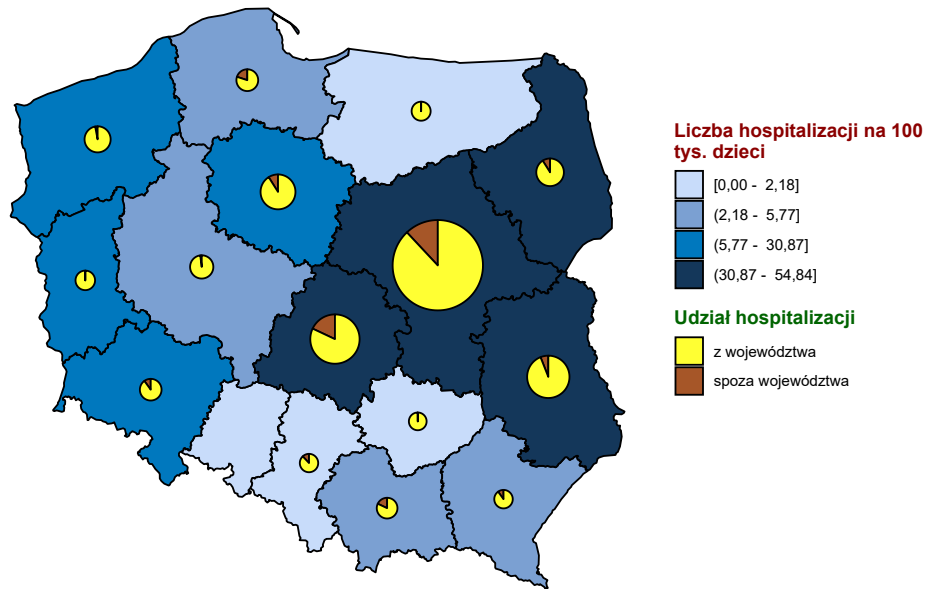 Liczba hospitalizacji na 100
tys. dzieci
[0,00 - 2,18]
(2,18 - 5,77]
(5,77 - 30,87]
(30,87 - 54,84]
Udział hospitalizacji
z województwa
spoza województwa